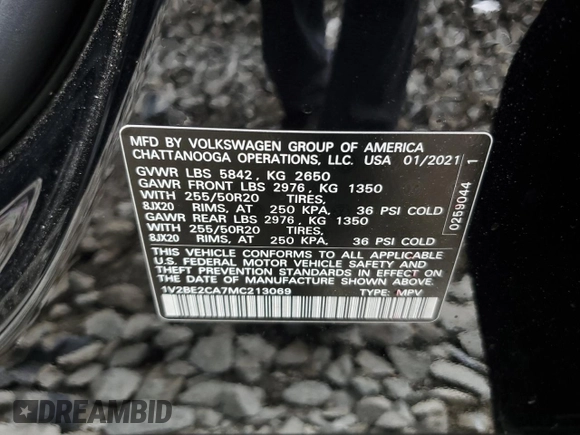 MFD BY VOLKSWAGEN GROUP OF AMERICA
CHATTANOOGA OPERATIONS, LLC. USA 01/2021
GVWR LBS 5842, KG 2650
GAWR FRONT LBS 2976, KG 1350
255/50R20 TIRES,
8JX20 RIMS, AT 250 KPA, 36 PSI COLD
GAWR REAR LBS 2976, KG 1350
255/50R20 TIRES,
8JX20 RIMS, AT 250 KPA, 36 PSI COLD
THIS VEHICLE CONFORMS TO ALL APPLICABLE
U.S. FEDERAL MOTOR VEHICLE SAFETY AND
THEFT PREVENTION STANDARDS IN EFFECT ON
THE DATE OF MANUFACTURE SHOWN ABOVE.
1V2BE2CA7MC213069 TYPE: MPV
0259044 1
DREAMBID